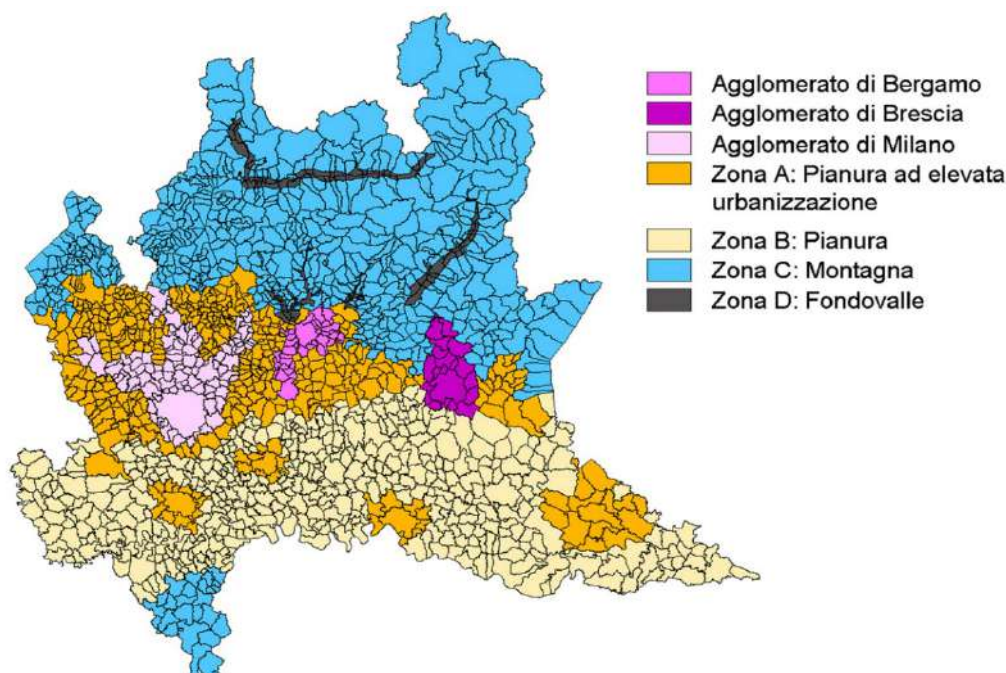 Agglomerato di Bergamo
Agglomerato di Brescia
Agglomerato di Milano
Zona A: Pianura ad elevata
urbanizzazione
Zona B: Pianura
Zona C: Montagna
Zona D: Fondovalle